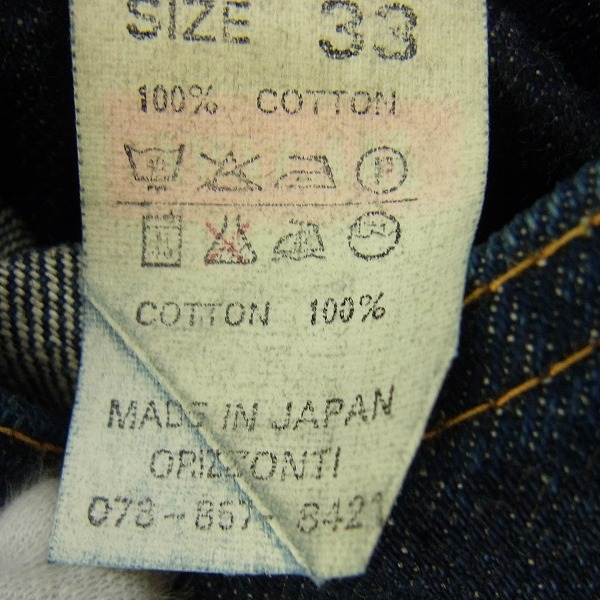 SIZE 33
100% COTTON
COTTON 100%
MADE IN JAPAN
ORIZZONTI
078-857-8421